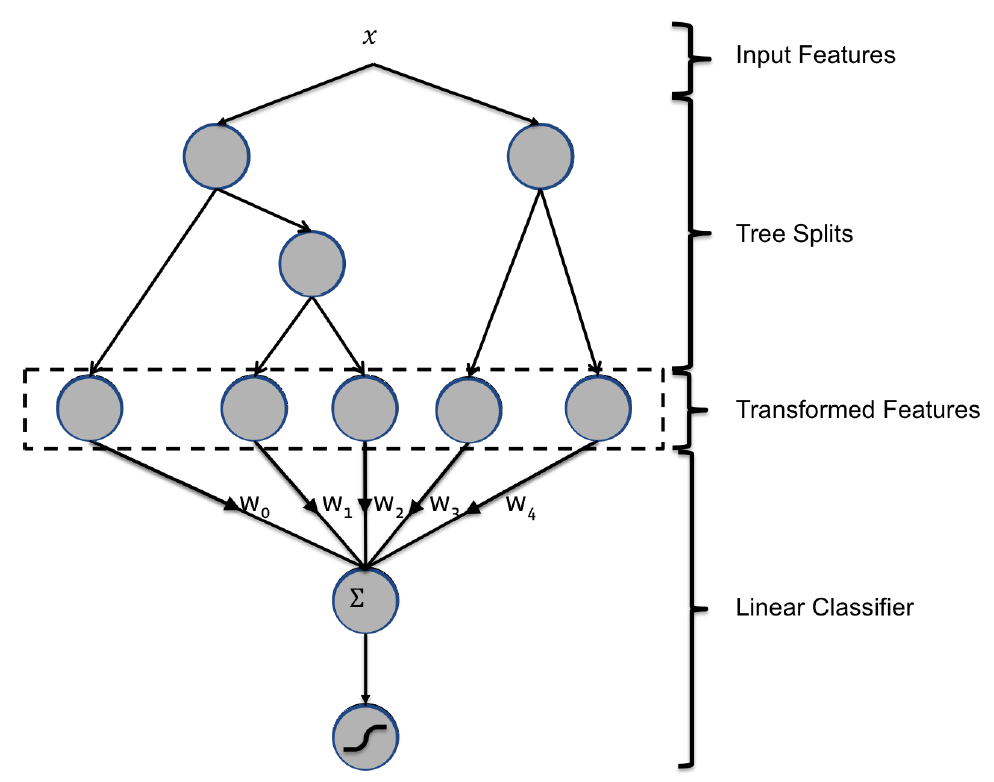 x
Input Features
Tree Splits
Transformed Features
w₀ w₁ w₂ w₃ w₄
Σ
Linear Classifier